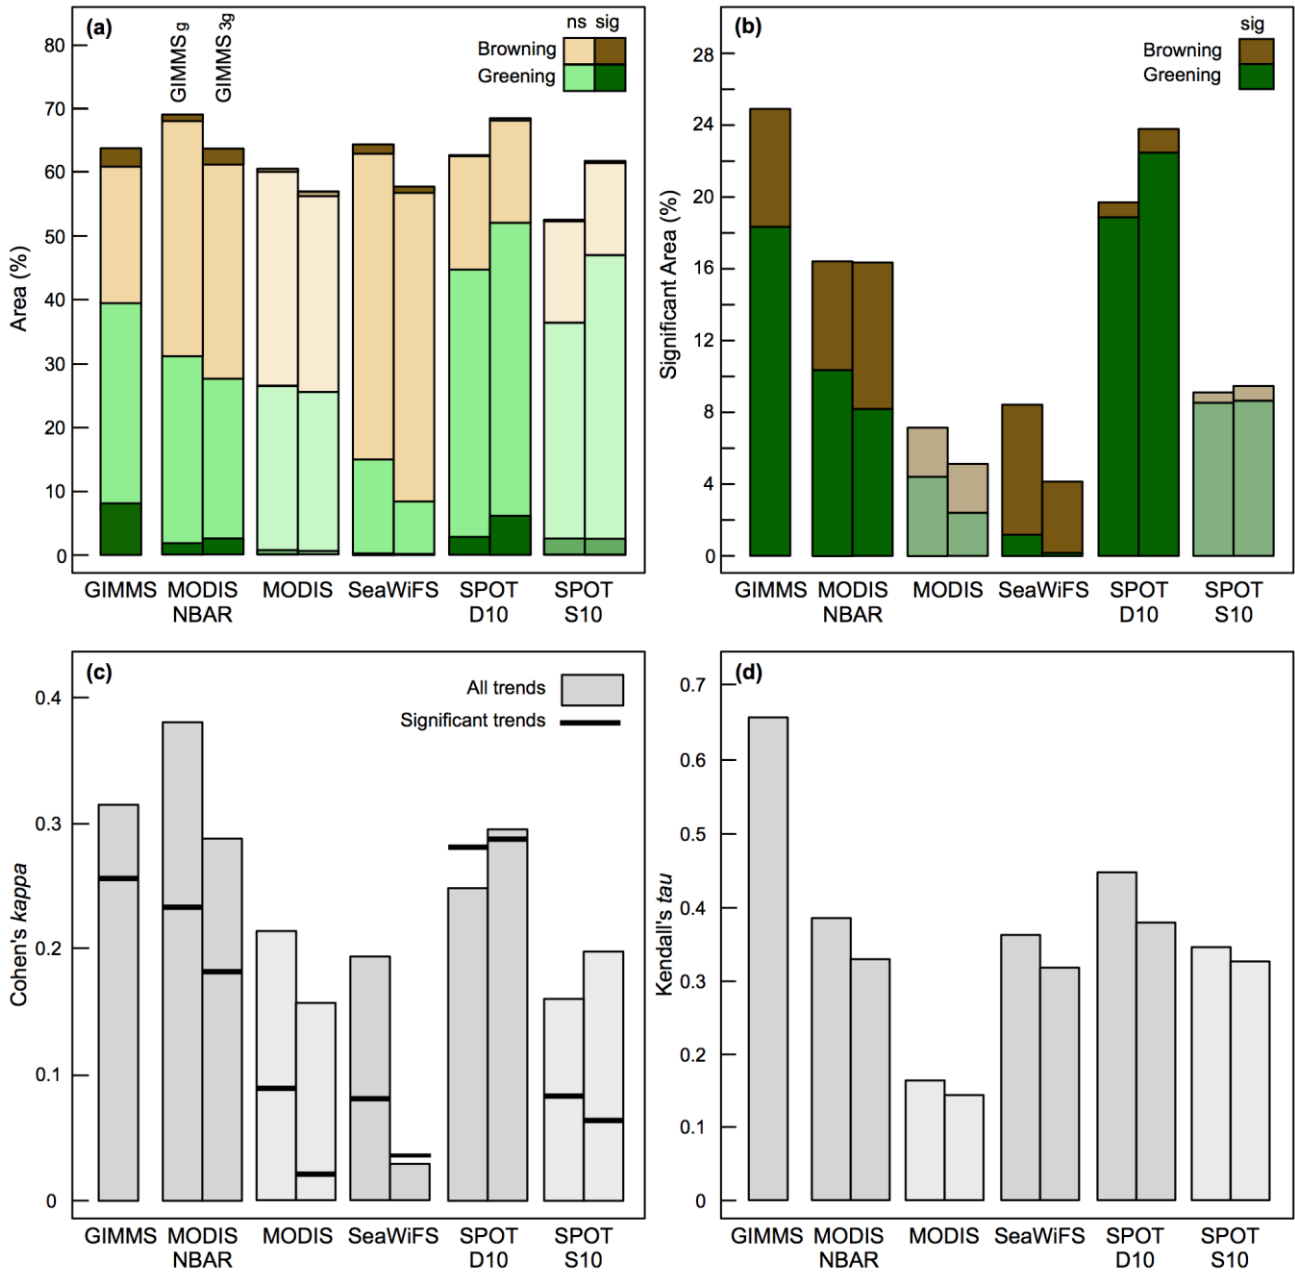 (a)
GIMMS g
GIMMS 3g
ns sig
Browning
Greening
80
70
60
50
40
30
20
10
0
Area (%)
GIMMS MODIS MODIS SeaWiFS SPOT SPOT
NBAR D10 S10
(b)
sig
Browning
Greening
28
24
20
16
12
8
4
0
Significant Area (%)
GIMMS MODIS MODIS SeaWiFS SPOT SPOT
NBAR D10 S10
(c)
All trends
Significant trends
0.4
0.3
0.2
0.1
0
Cohen's kappa
GIMMS MODIS MODIS SeaWiFS SPOT SPOT
NBAR D10 S10
(d)
0.7
0.6
0.5
0.4
0.3
0.2
0.1
0
Kendall's tau
GIMMS MODIS MODIS SeaWiFS SPOT SPOT
NBAR D10 S10